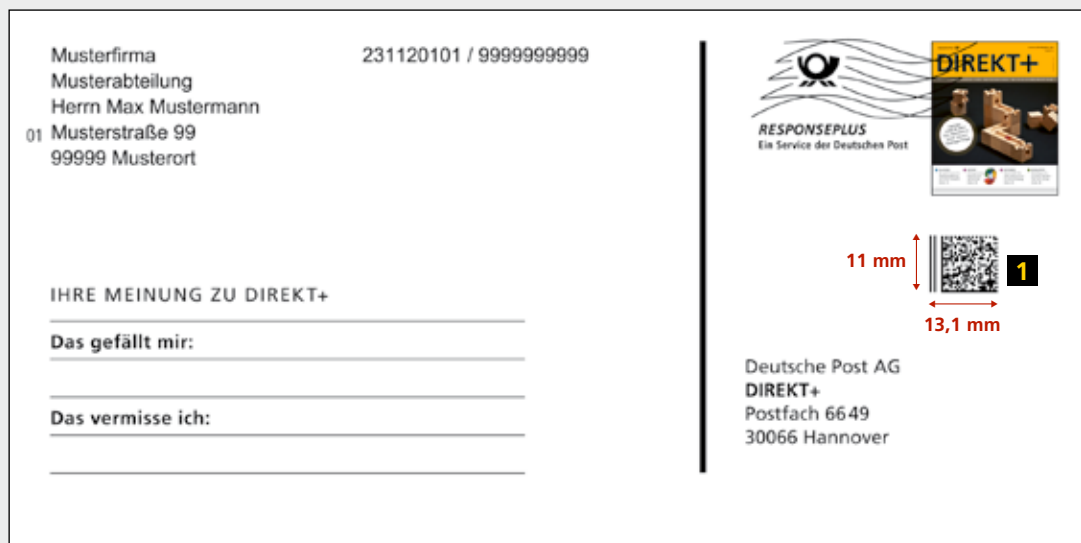 Musterfirma
231120101 / 9999999999
Musterabteilung
Herrn Max Mustermann
01 Musterstraße 99
99999 Musterort
IHRE MEINUNG ZU DIREKT+
Das gefällt mir:
Das vermisse ich:
RESPONSEPLUS
Ein Service der Deutschen Post
DIREKT+
11 mm
1
13,1 mm
Deutsche Post AG
DIREKT+
Postfach 66 49
30066 Hannover